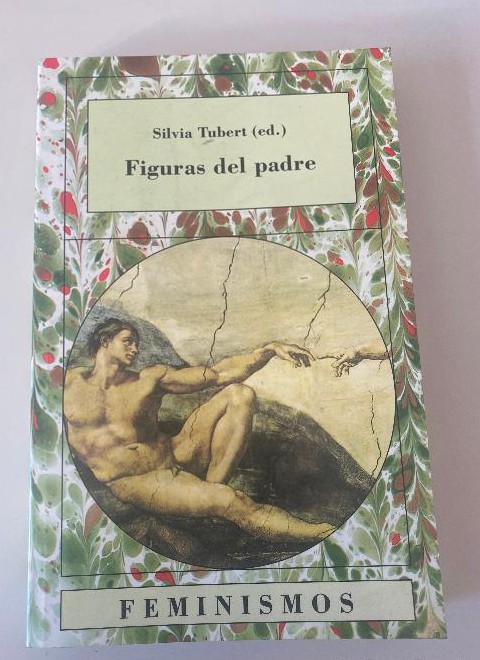 Silvia Tubert (ed.)
Figuras del padre
FEMINISMOS